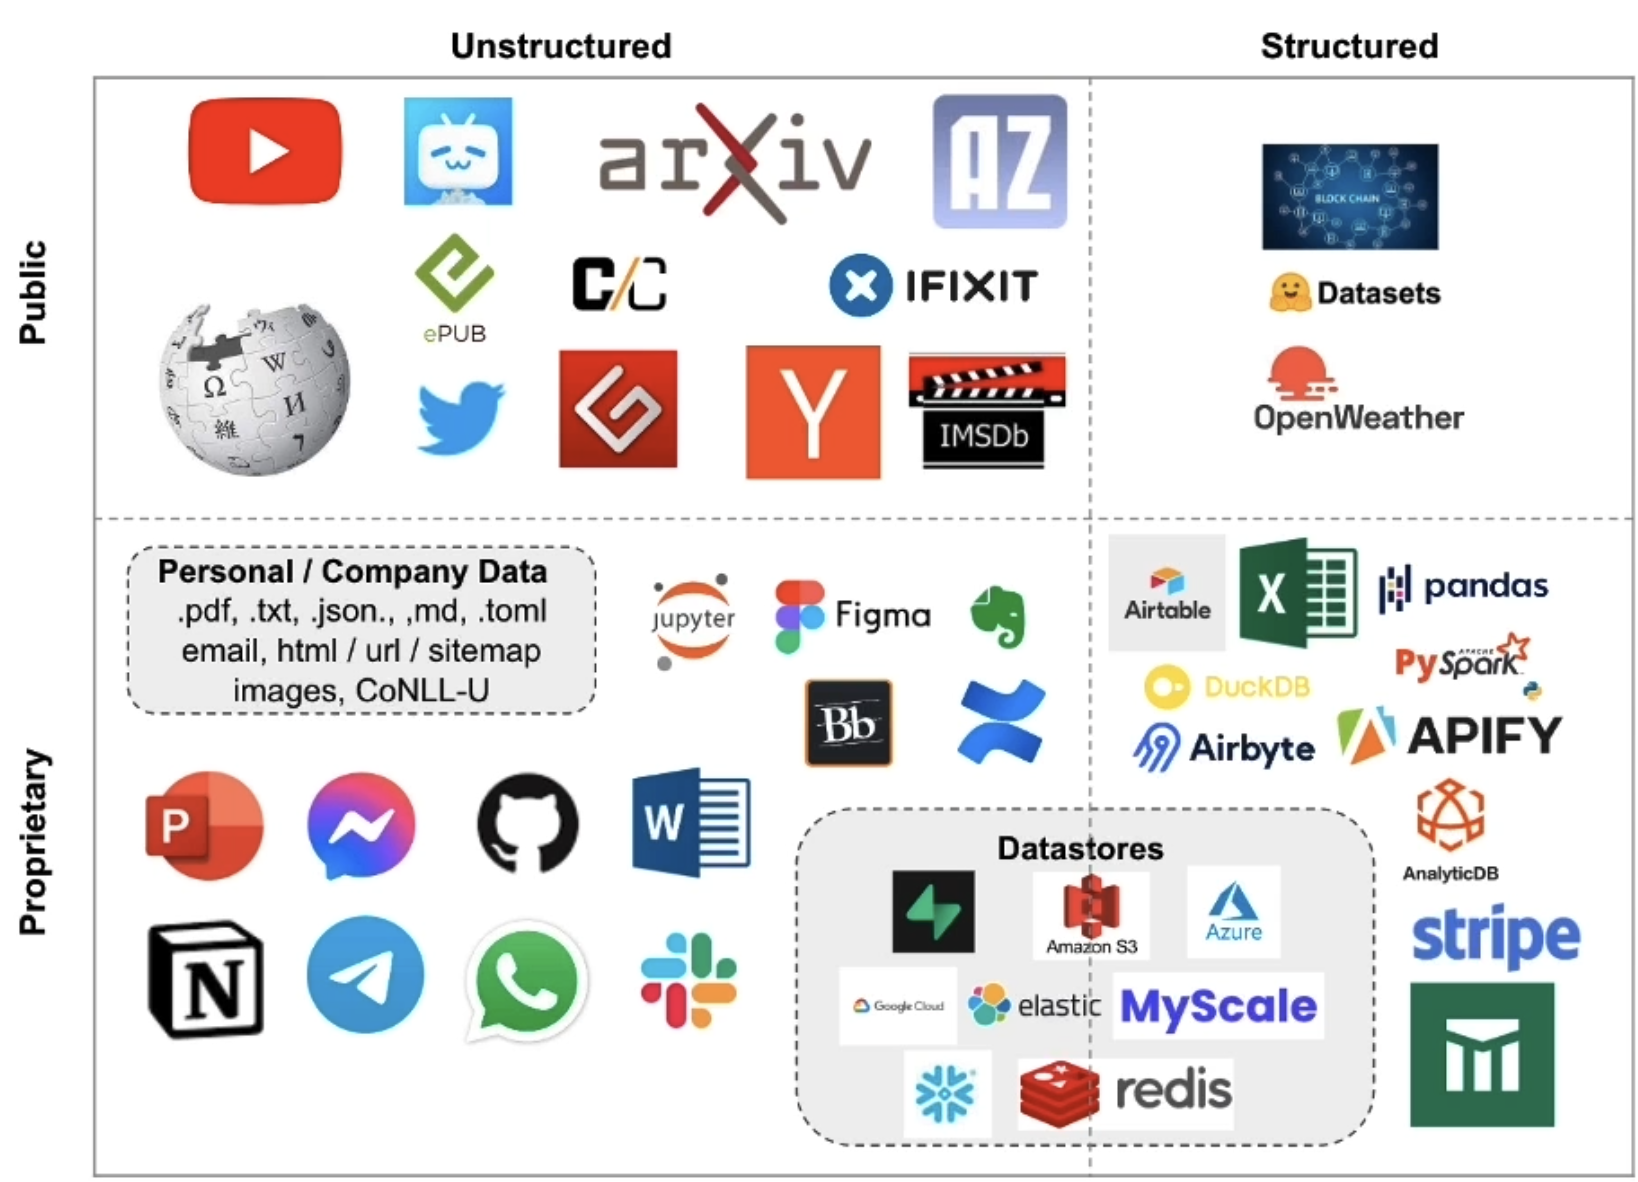 Unstructured
Structured
Public
arXiv
AZ
BLOCK CHAIN
ePUB
C/C
IFIXIT
Datasets
Ω W И 維
Y
IMSDb
OpenWeather
Proprietary
Personal / Company Data
.pdf, .txt, .json., ,md, .toml
email, html / url / sitemap
images, CoNLL-U
jupyter
Figma
Bb
P
W
N
Airtable
X
pandas
APACHE
PySpark
DuckDB
Airbyte
APIFY
AnalyticDB
stripe
Datastores
Amazon S3
Azure
Google Cloud
elastic
MyScale
redis